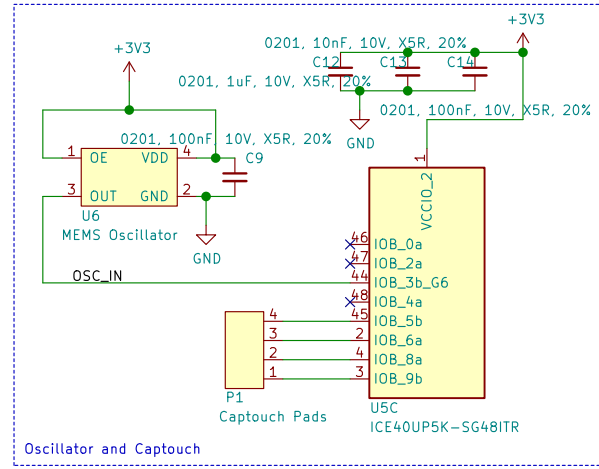 +3V3
+3V3
0201, 10nF, 10V, X5R, 20%
C12
C13
C14
0201, 1uF, 10V, X5R, 20%
0201, 100nF, 10V, X5R, 20%
GND
0201, 100nF, 10V, X5R, 20%
C9
1 OE VDD 4
3 OUT GND 2
U6
MEMS Oscillator
GND
OSC_IN
1
VCCIO_2
46 IOB_0a
47 IOB_2a
44 IOB_3b_G6
48 IOB_4a
45 IOB_5b
2 IOB_6a
4 IOB_8a
3 IOB_9b
4
3
2
1
P1
Captouch Pads
U5C
ICE40UP5K-SG48ITR
Oscillator and Captouch